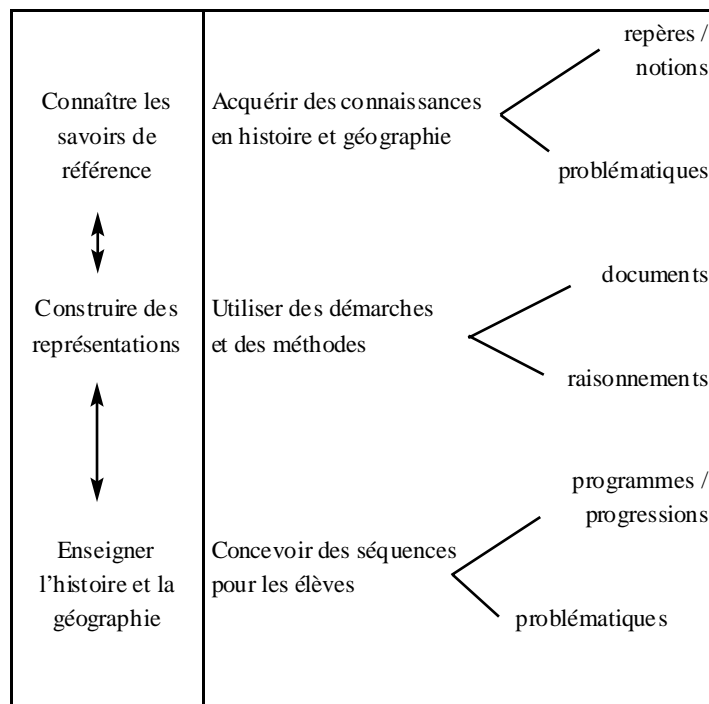 repères /
notions
Connaître les
savoirs de
référence
Acquérir des connaissances
en histoire et géographie
problématiques
documents
Construire des
représentations
Utiliser des démarches
et des méthodes
raisonnements
programmes /
progressions
Enseigner
l'histoire et la
géographie
Concevoir des séquences
pour les élèves
problématiques